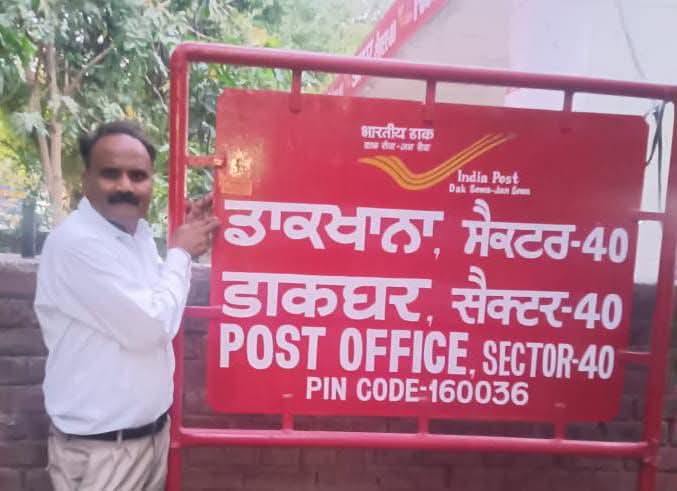 भारतीय डाक
डाक सेवा-जन सेवा
India Post
Dak Sewa-Jan Sewa
ਡਾਕਖਾਨਾ, ਸੈਕਟਰ-40
डाकघर, सैक्टर-40
POST OFFICE, SECTOR-40
PIN CODE-160036